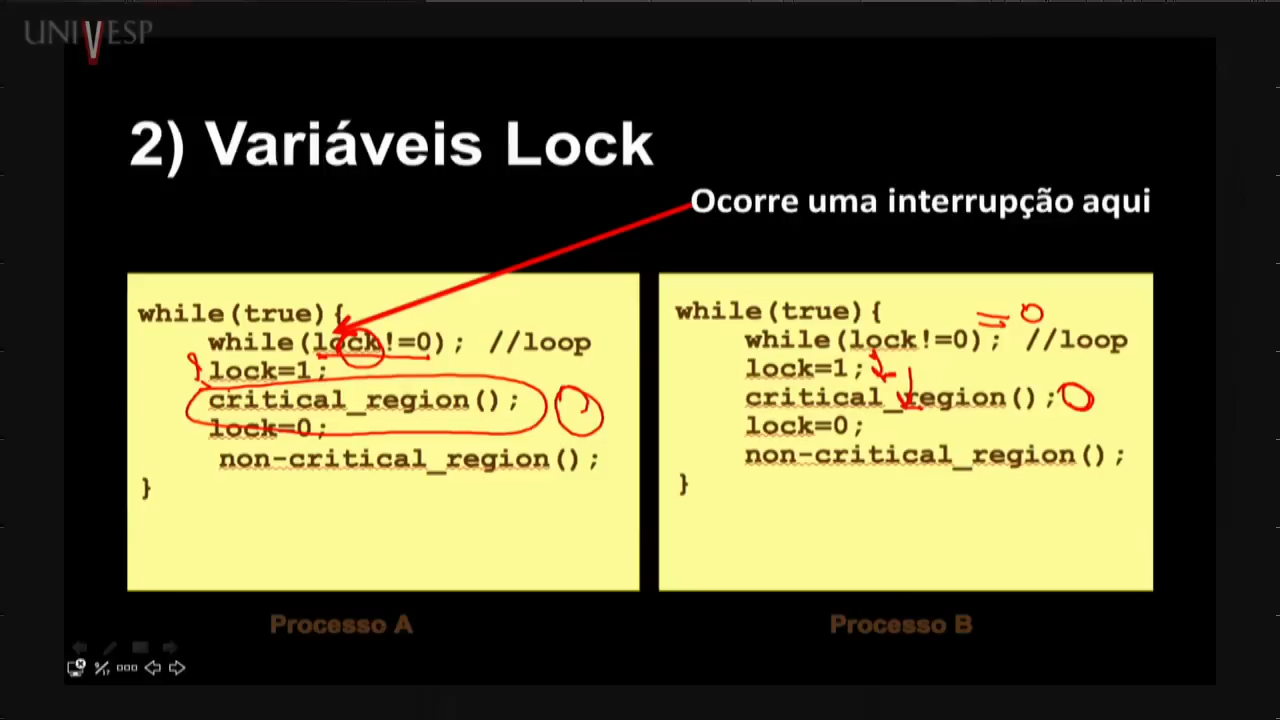 UNIVESP
2) Variáveis Lock
Ocorre uma interrupção aqui
while(true){
while(lock!=0); //loop
lock=1;
critical_region();
lock=0;
non-critical_region();
}
Processo A
while(true){
= 0
while(lock!=0); //loop
lock=1;
critical_region();
lock=0;
non-critical_region();
}
Processo B